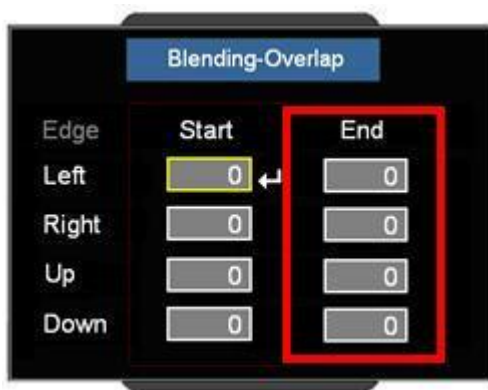 Blending-Overlap
Edge Start End
Left 0 0
Right 0 0
Up 0 0
Down 0 0